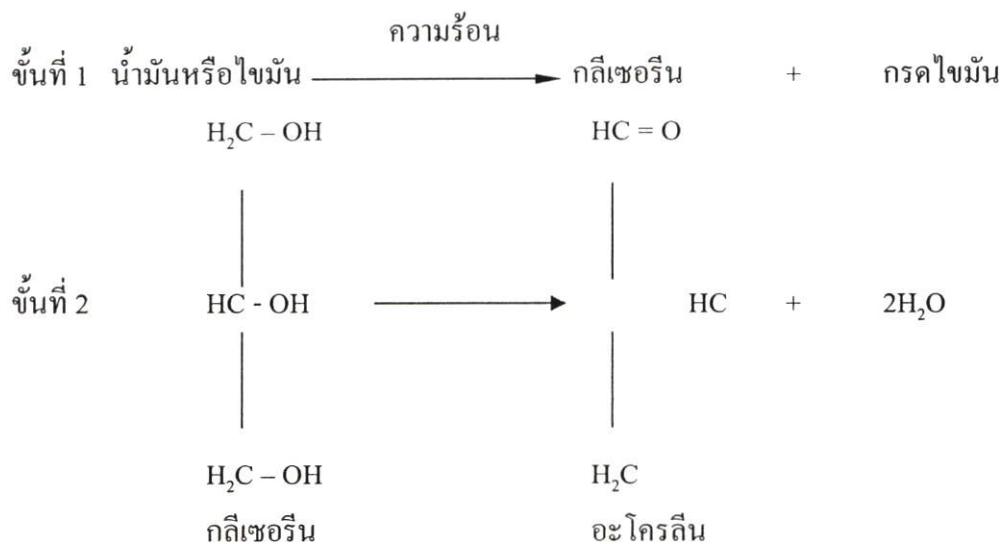 ความร้อน
ขั้นที่ 1 น้ำมันหรือไขมัน กลีเซอรีน + กรดไขมัน
H₂C – OH HC = O
ขั้นที่ 2 HC - OH HC + 2H₂O
H₂C – OH H₂C
กลีเซอรีน อะโครลีน